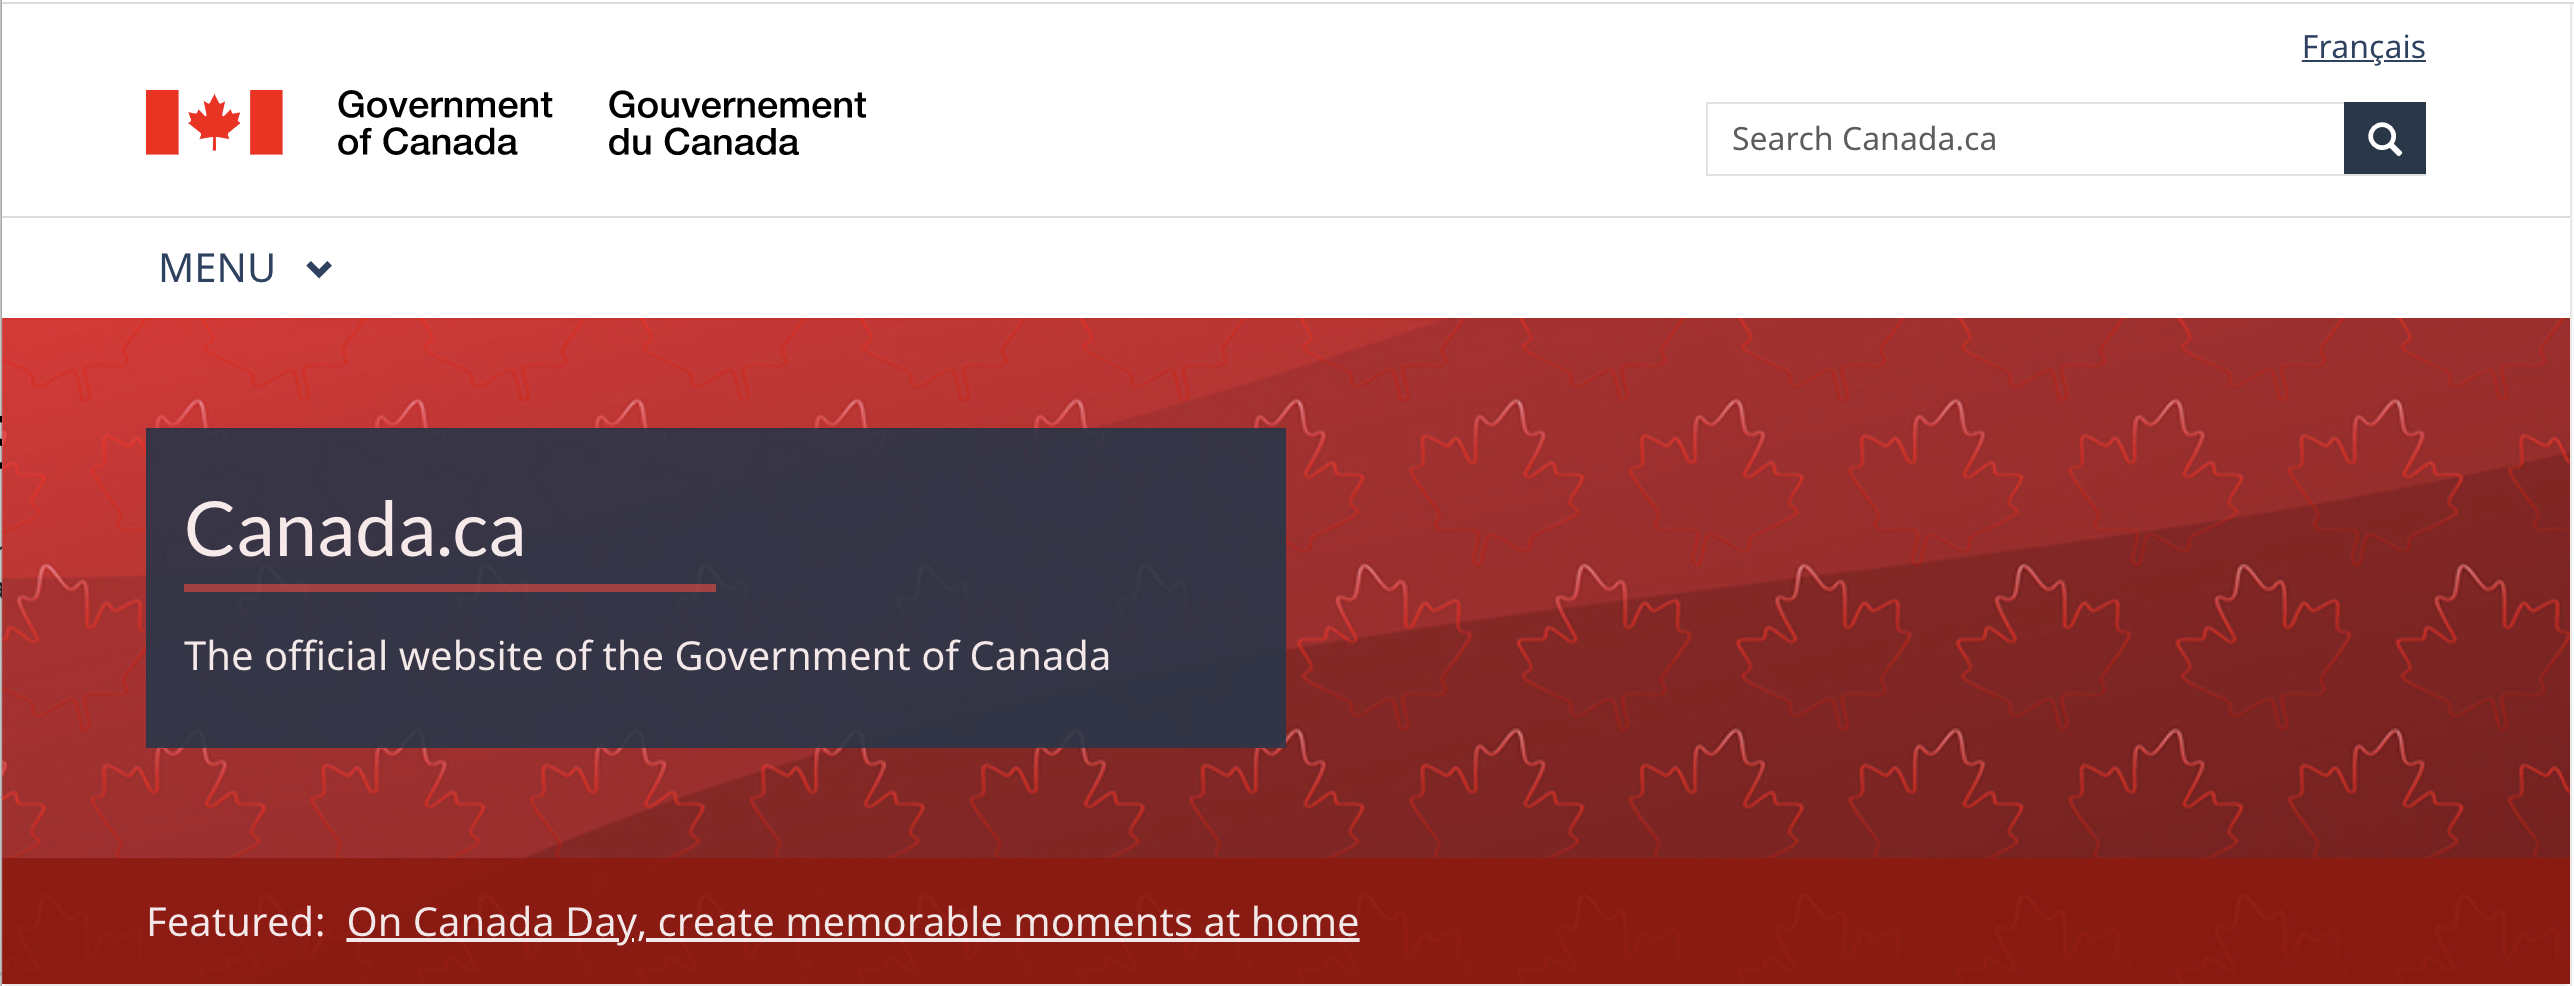 Français
Government
of Canada
Gouvernement
du Canada
Search Canada.ca
MENU
Canada.ca
The official website of the Government of Canada
Featured: On Canada Day, create memorable moments at home